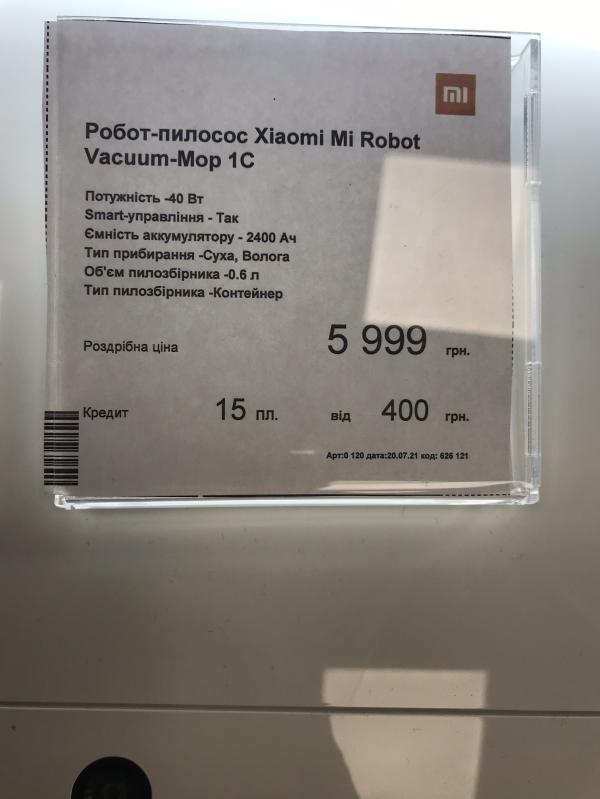 mi
Робот-пилосос Xiaomi Mi Robot
Vacuum-Mop 1C
Потужність -40 Вт
Smart-управління - Так
Ємність аккумулятору - 2400 Ач
Тип прибирання -Суха, Волога
Об'єм пилозбірника -0.6 л
Тип пилозбірника -Контейнер
Роздрібна ціна 5 999 грн.
Кредит 15 пл. від 400 грн.
Арт:0 120 дата:20.07.21 код: 626 121